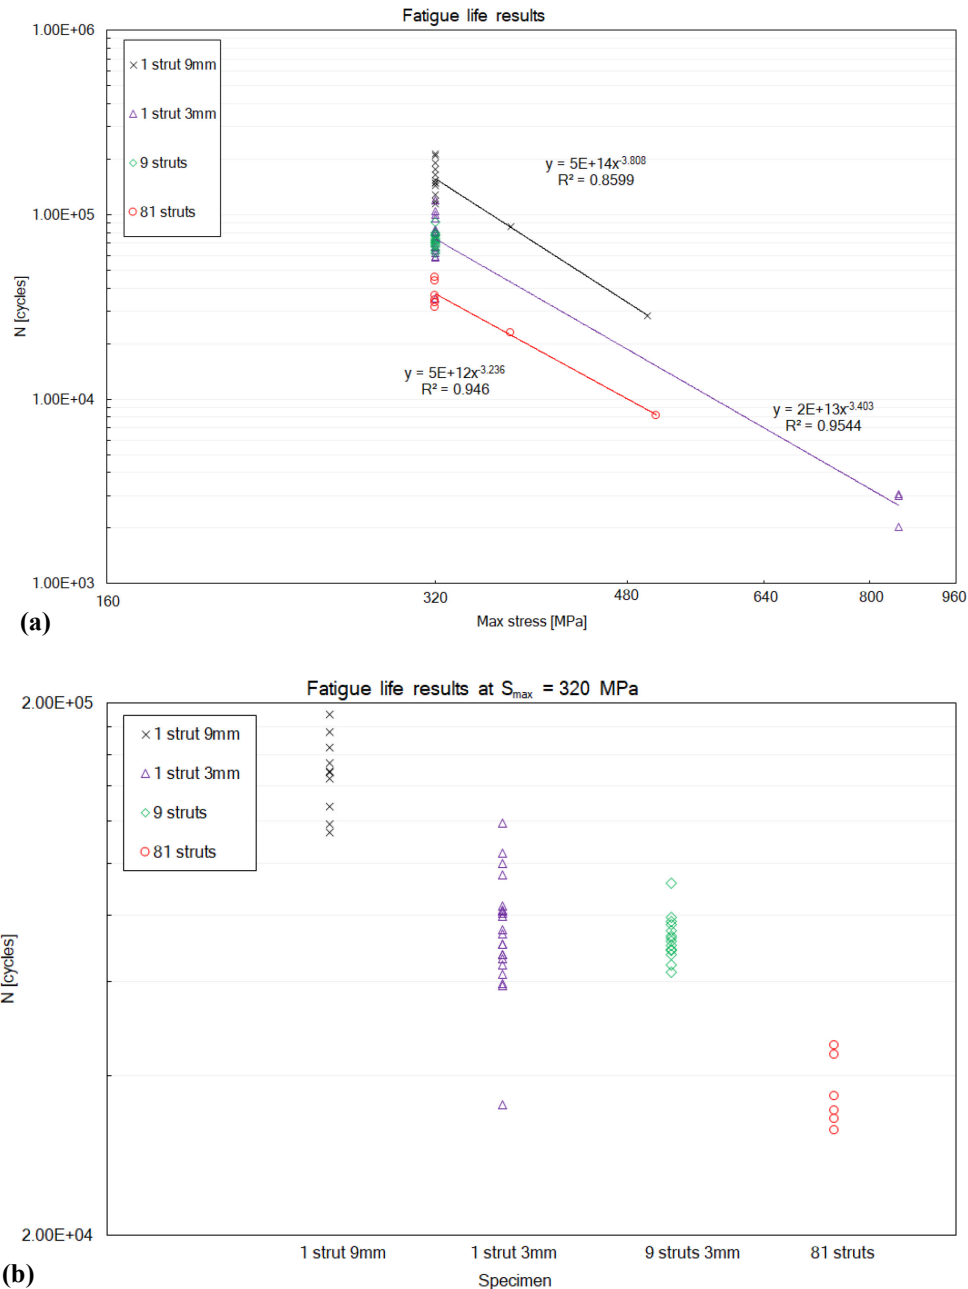 Fatigue life results
1.00E+06
1 strut 9mm
1 strut 3mm
9 struts
81 struts
y = 5E+14x^-3.808
R² = 0.8599
1.00E+05
N [cycles]
y = 5E+12x^-3.236
R² = 0.946
1.00E+04
y = 2E+13x^-3.403
R² = 0.9544
1.00E+03
160
320
480
640
800
960
Max stress [MPa]
(a)
Fatigue life results at Smax = 320 MPa
2.00E+05
1 strut 9mm
1 strut 3mm
9 struts
81 struts
N [cycles]
2.00E+04
1 strut 9mm
1 strut 3mm
9 struts 3mm
81 struts
Specimen
(b)